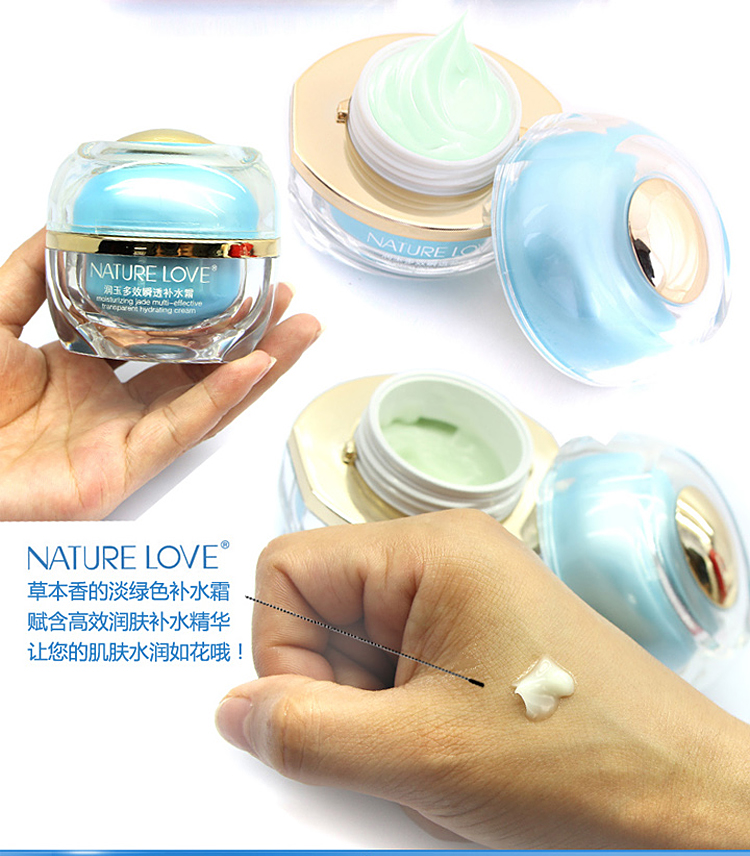 NATURE LOVE®
润玉多效瞬透补水霜
moisturizing jade multi-effective
transparent hydrating cream
NATURE LOVE
NATURE LOVE®
草本香的淡绿色补水霜
赋含高效润肤补水精华
让您的肌肤水润如花哦！